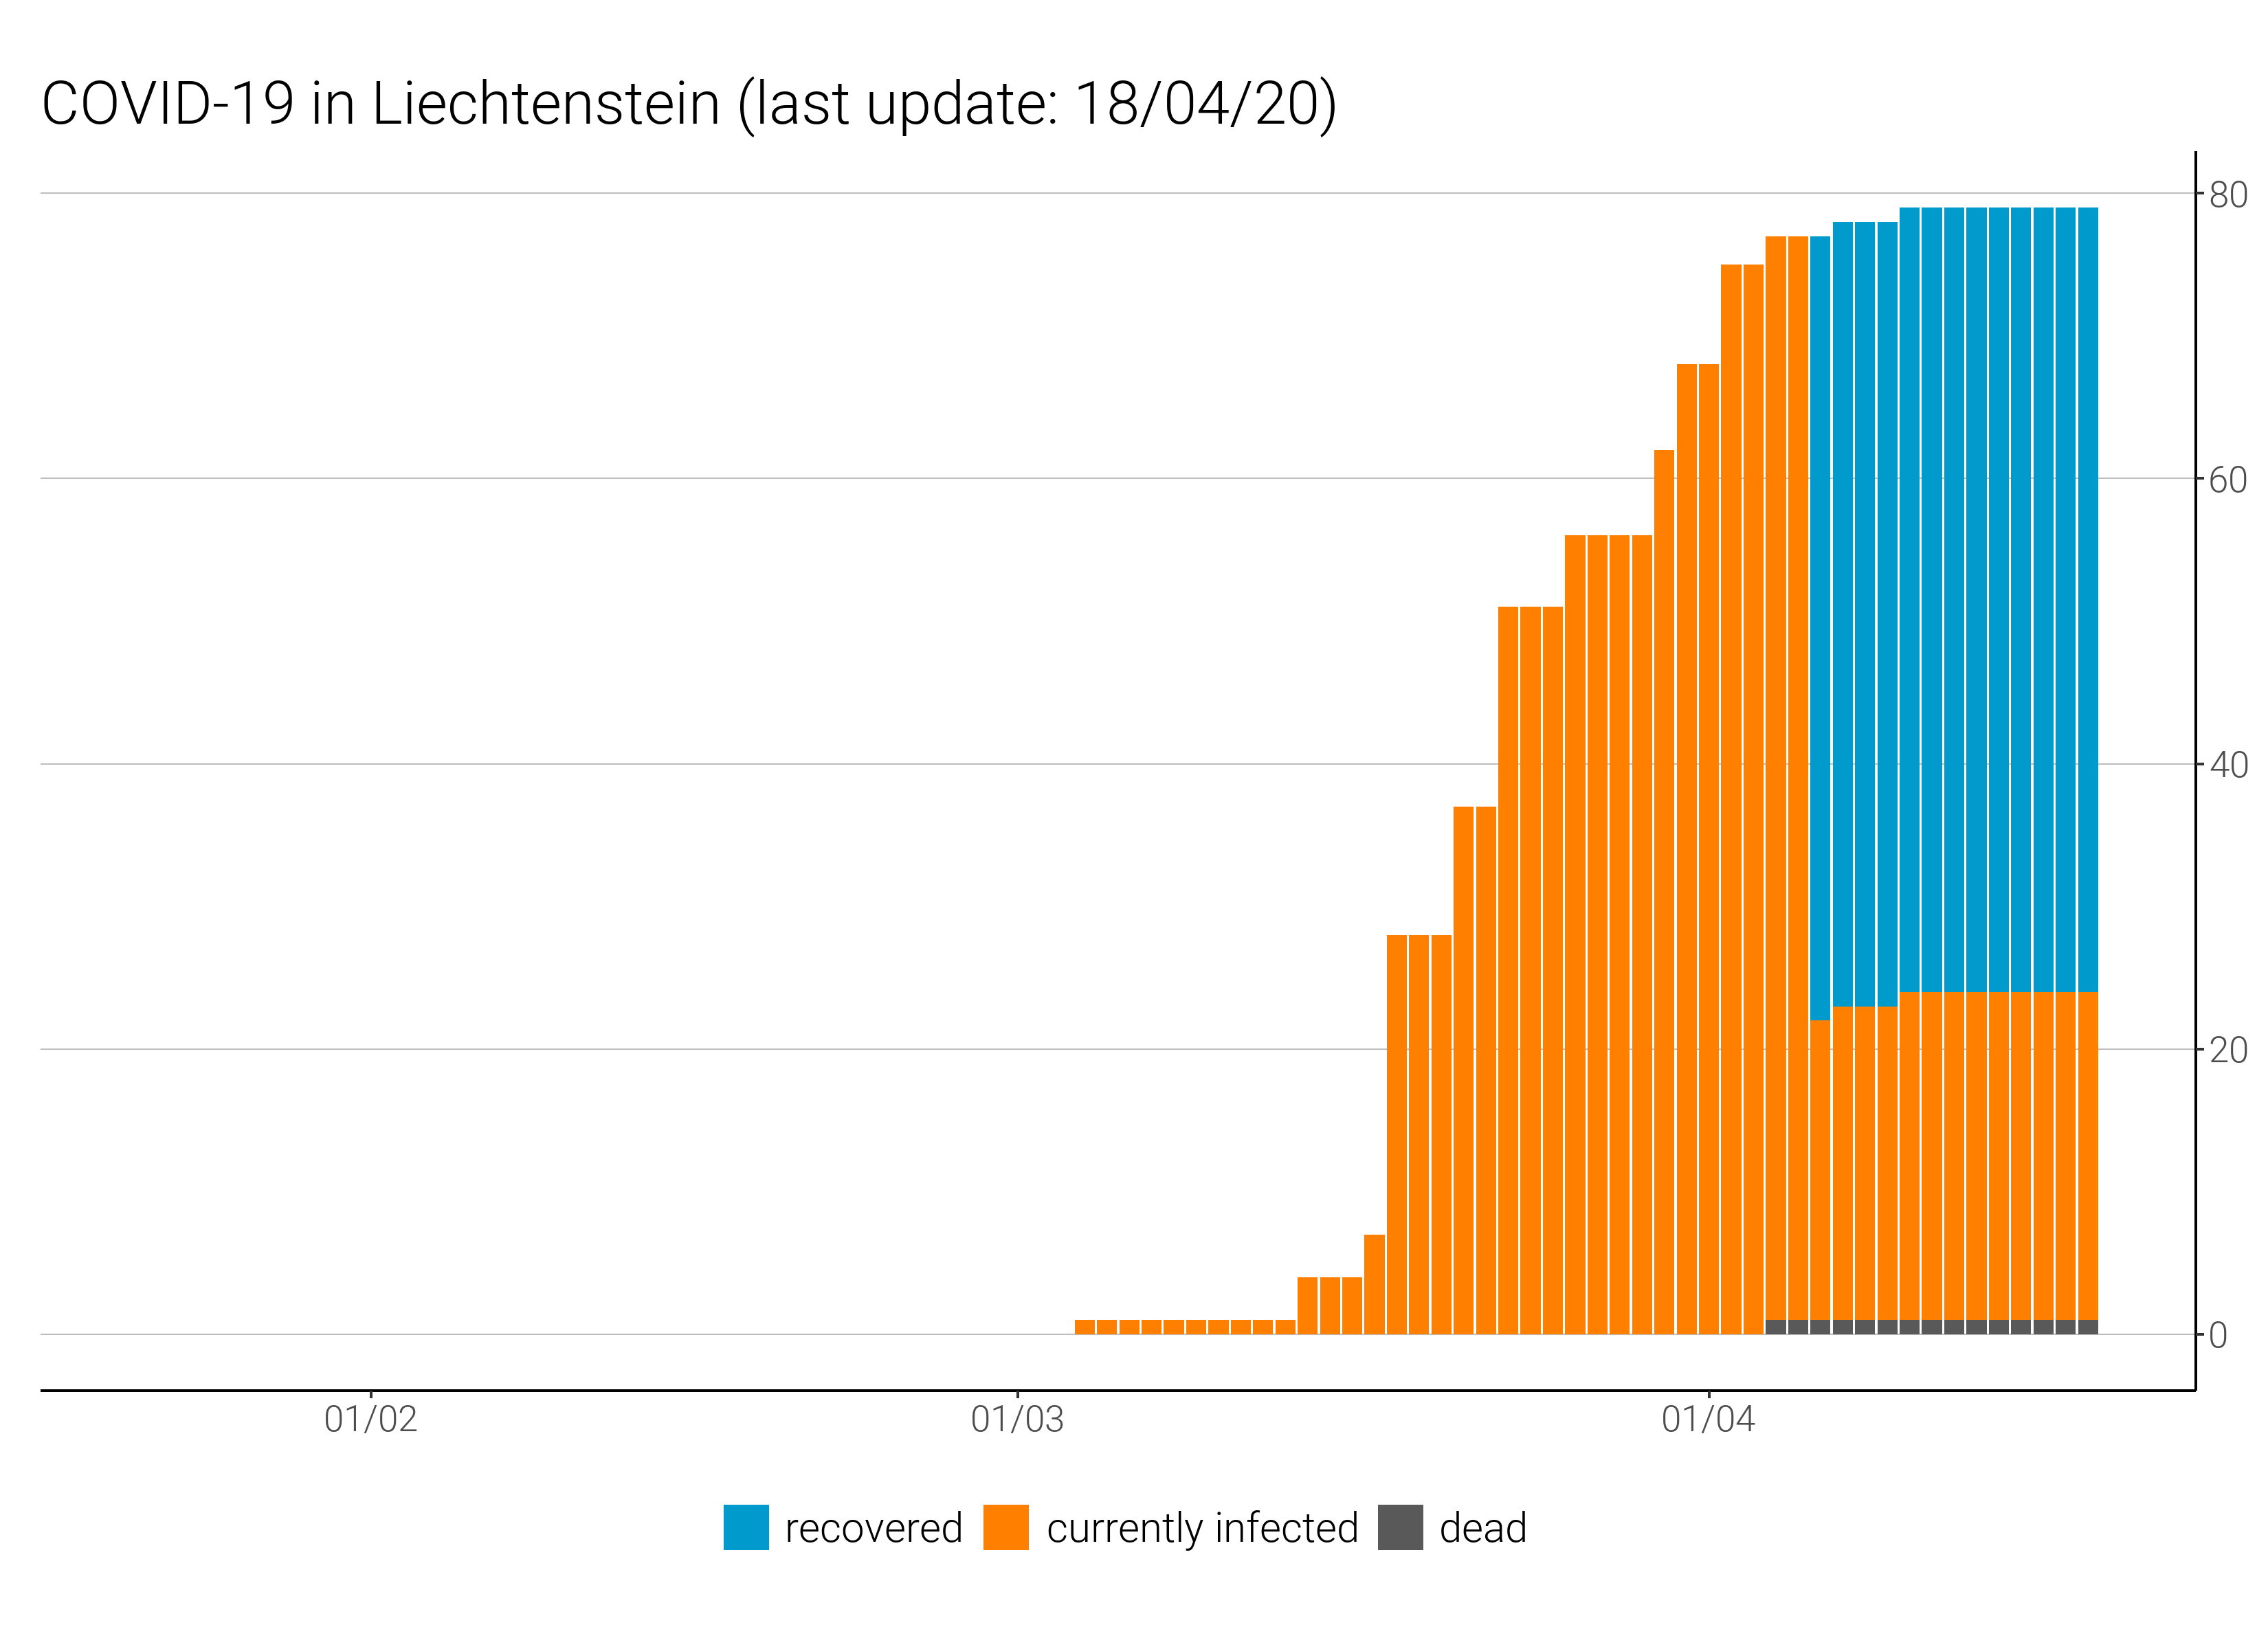 COVID-19 in Liechtenstein (last update: 18/04/20)
80
60
40
20
0
01/02 01/03 01/04
recovered currently infected dead